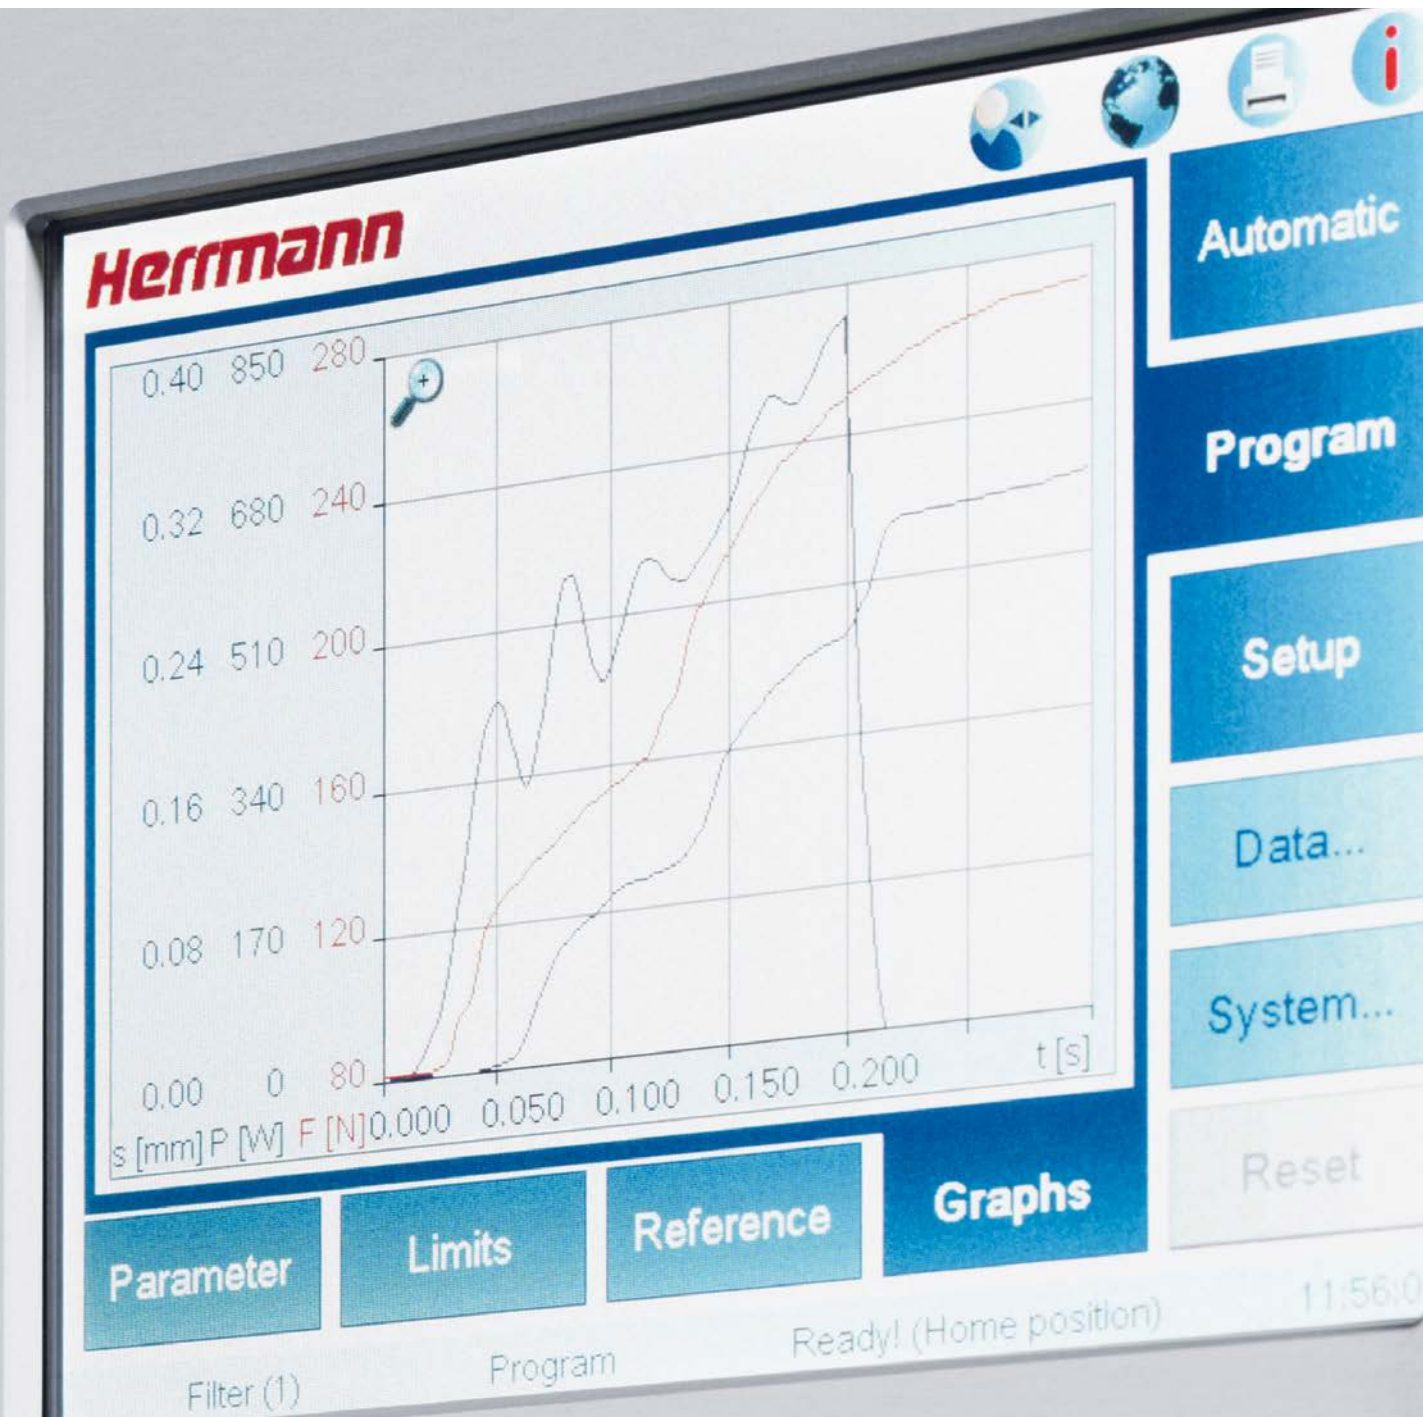 i
Herrmann
Automatic
Program
Setup
Data...
System...
Reset
0.40 850 280
0.32 680 240
0.24 510 200
0.16 340 160
0.08 170 120
0.00 0 80
s [mm] P [W] F [N] 0.000 0.050 0.100 0.150 0.200 t [s]
Parameter Limits Reference Graphs
Filter (1) Program Ready! (Home position)